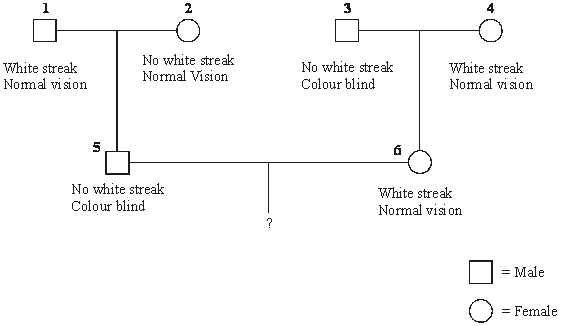 1
2
3
4
White streak
Normal vision
No white streak
Normal Vision
No white streak
Colour blind
White streak
Normal vision
5
6
No white streak
Colour blind
White streak
Normal vision
?
= Male
= Female